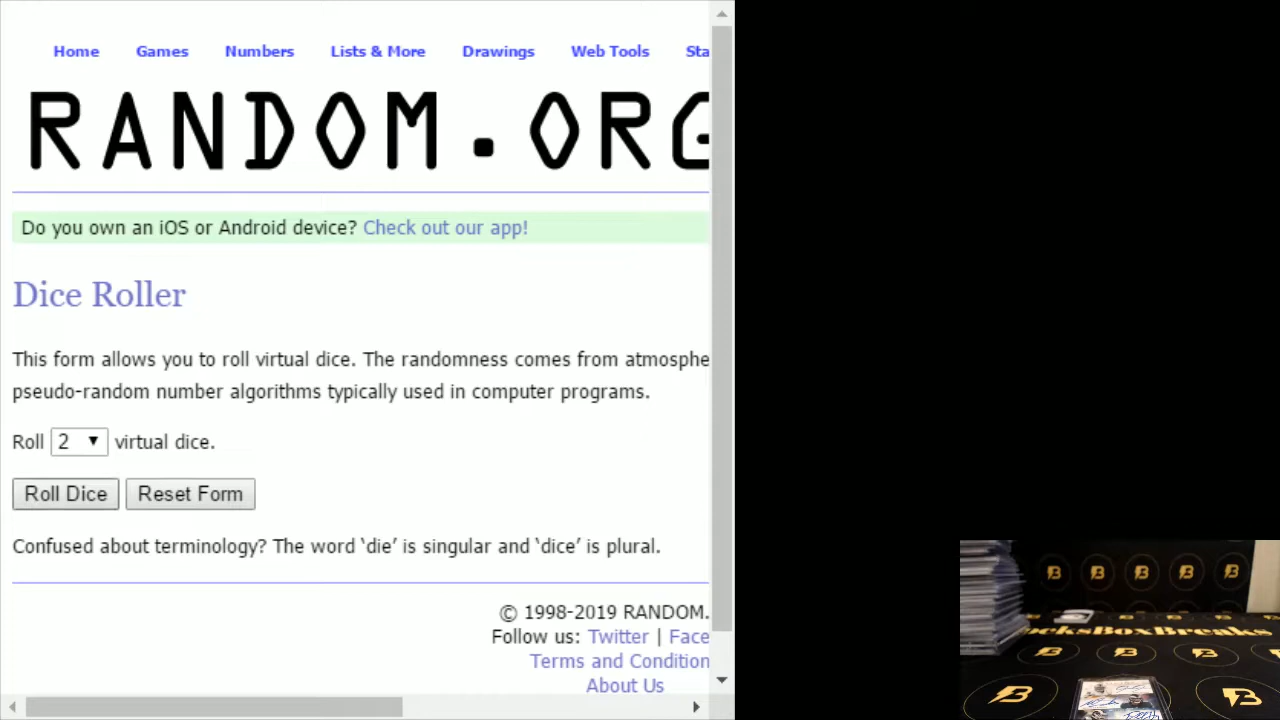 Home Games Numbers Lists & More Drawings Web Tools Sta
RANDOM.ORG
Do you own an iOS or Android device? Check out our app!
Dice Roller
This form allows you to roll virtual dice. The randomness comes from atmosphe
pseudo-random number algorithms typically used in computer programs.
Roll 2 virtual dice.
Roll Dice Reset Form
Confused about terminology? The word ‘die’ is singular and ‘dice’ is plural.
© 1998-2019 RANDOM.
Follow us: Twitter | Face
Terms and Condition
About Us
ocksBoxBreaks